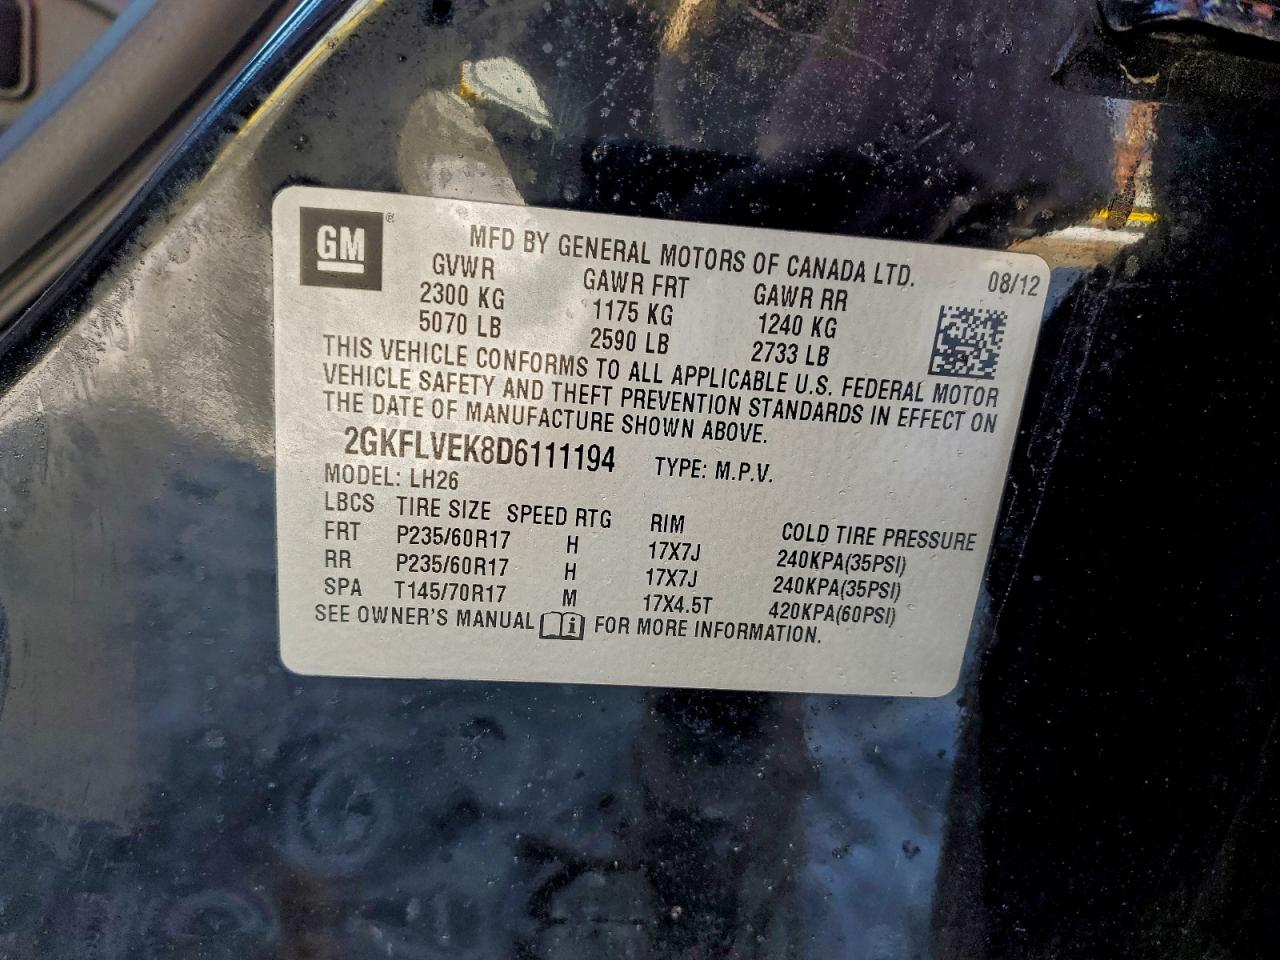 GM ®
MFD BY GENERAL MOTORS OF CANADA LTD. 08/12
GVWR GAWR FRT GAWR RR
2300 KG 1175 KG 1240 KG
5070 LB 2590 LB 2733 LB
THIS VEHICLE CONFORMS TO ALL APPLICABLE U.S. FEDERAL MOTOR
VEHICLE SAFETY AND THEFT PREVENTION STANDARDS IN EFFECT ON
THE DATE OF MANUFACTURE SHOWN ABOVE.
2GKFLVEK8D6111194 TYPE: M.P.V.
MODEL: LH26
LBCS TIRE SIZE SPEED RTG RIM COLD TIRE PRESSURE
FRT P235/60R17 H 17X7J 240KPA(35PSI)
RR P235/60R17 H 17X7J 240KPA(35PSI)
SPA T145/70R17 M 17X4.5T 420KPA(60PSI)
SEE OWNER'S MANUAL i FOR MORE INFORMATION.